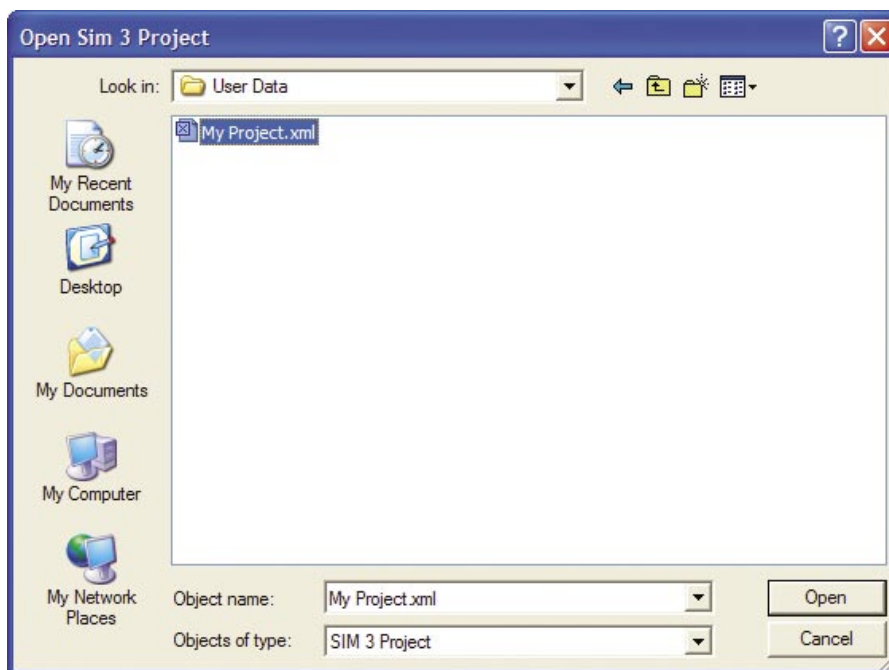 Open Sim 3 Project
Look in:
User Data
My Project.xml
My Recent
Documents
Desktop
My Documents
My Computer
My Network
Places
Object name:
My Project.xml
Open
Objects of type:
SIM 3 Project
Cancel